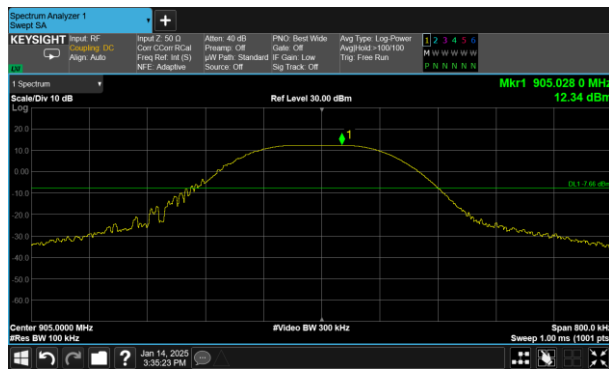 Spectrum Analyzer 1
Swept SA
KEYSIGHT
Input: RF
Coupling: DC
Align: Auto
Input Z: 50 Ω
Corr CCorr RCal
Freq Ref: Int (S)
NFE: Adaptive
Atten: 40 dB
Preamp: Off
µW Path: Standard
Source: Off
PNO: Best Wide
Gate: Off
IF Gain: Low
Sig Track: Off
Avg Type: Log-Power
Avg|Hold:>100/100
Trig: Free Run
1 2 3 4 5 6
M W W W W W
P N N N N N
1 Spectrum
Scale/Div 10 dB
Ref Level 30.00 dBm
Mkr1 905.028 0 MHz
12.34 dBm
Log
20.0
10.0
0.00
-10.0
-20.0
-30.0
-40.0
-50.0
-60.0
1
DL1 -7.66 dBm
Center 905.0000 MHz
#Res BW 100 kHz
#Video BW 300 kHz
Span 800.0 kHz
Sweep 1.00 ms (1001 pts)
?
Jan 14, 2025
3:35:23 PM